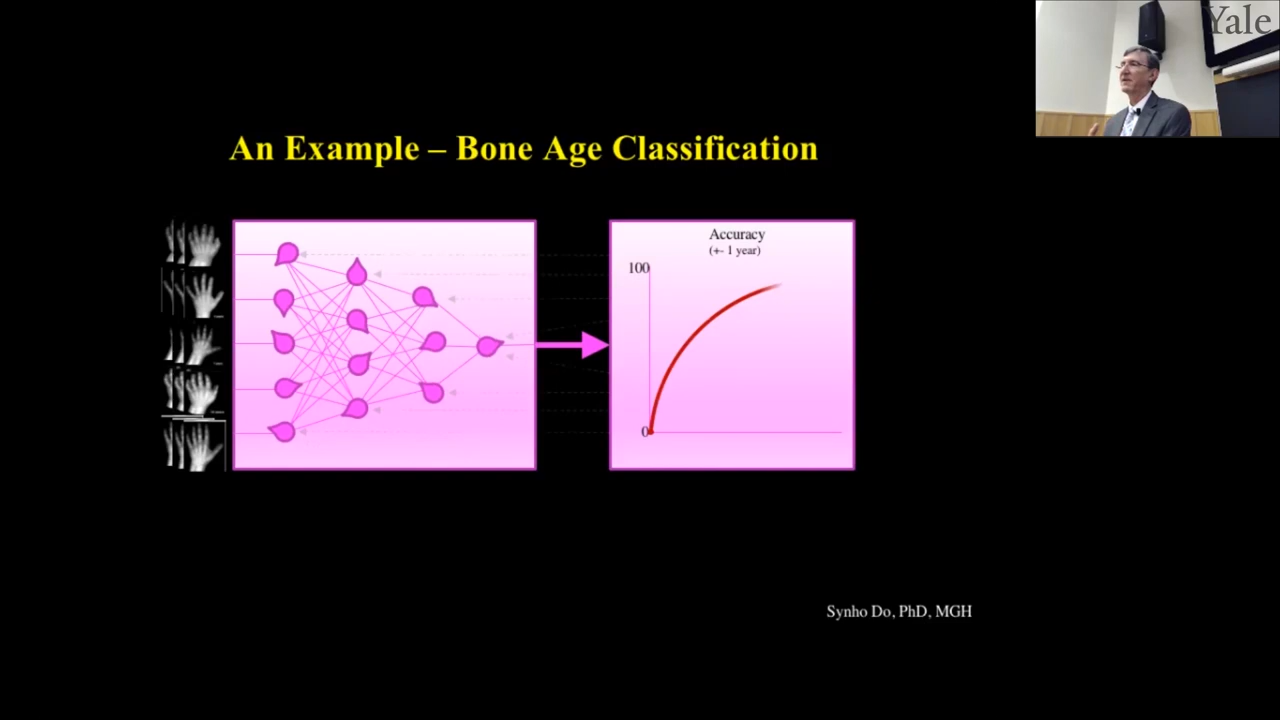 Yale
An Example – Bone Age Classification
Accuracy
(+- 1 year)
100
0
Synho Do, PhD, MGH